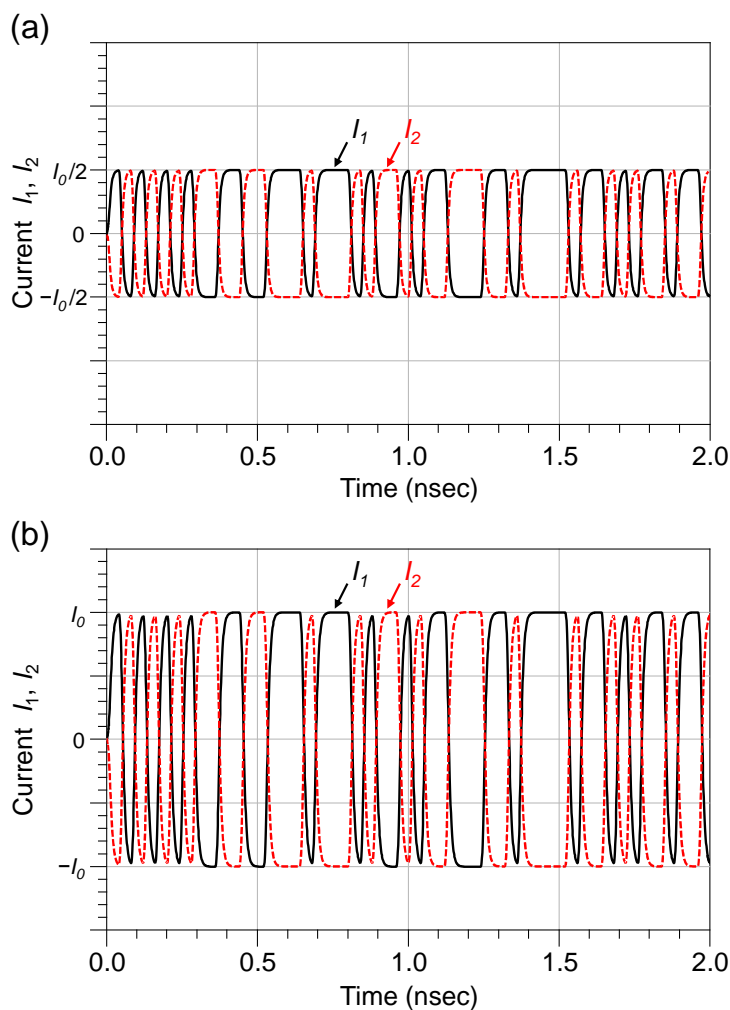 (a)
Current I₁, I₂
I₁
I₂
I₀/2
0
−I₀/2
0.0 0.5 1.0 1.5 2.0
Time (nsec)
(b)
Current I₁, I₂
I₁
I₂
I₀
0
−I₀
0.0 0.5 1.0 1.5 2.0
Time (nsec)